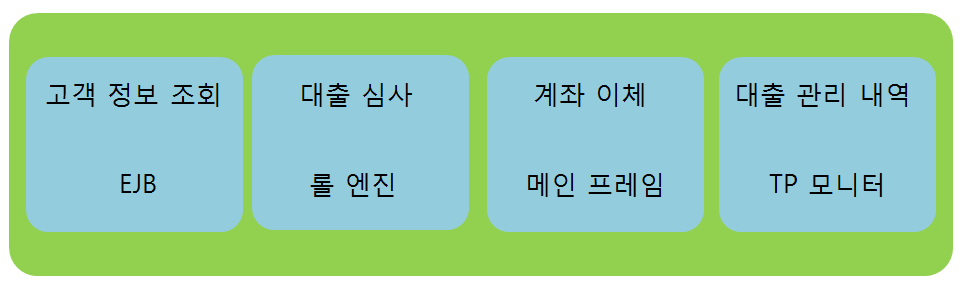 고객 정보 조회
EJB
대출 심사
롤 엔진
계좌 이체
메인 프레임
대출 관리 내역
TP 모니터